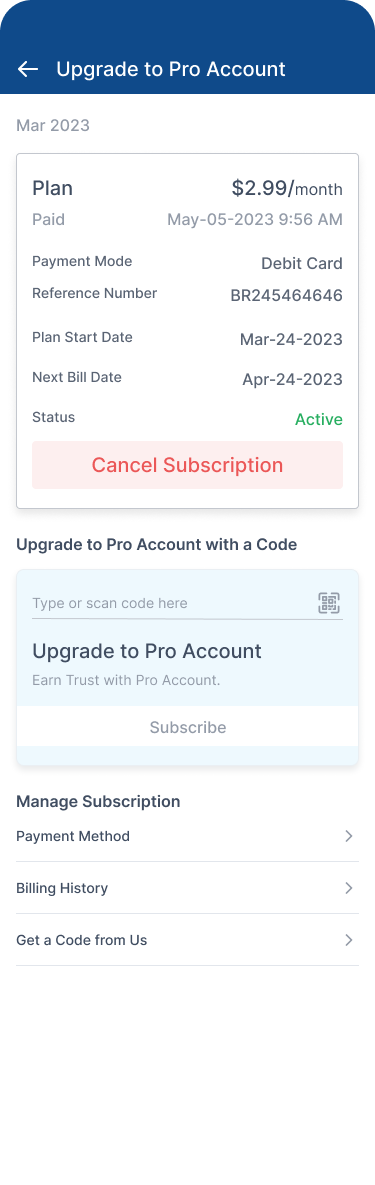 Upgrade to Pro Account
Mar 2023
Plan $2.99/month
Paid May-05-2023 9:56 AM
Payment Mode Debit Card
Reference Number BR245464646
Plan Start Date Mar-24-2023
Next Bill Date Apr-24-2023
Status Active
Cancel Subscription
Upgrade to Pro Account with a Code
Type or scan code here
Upgrade to Pro Account
Earn Trust with Pro Account.
Subscribe
Manage Subscription
Payment Method
Billing History
Get a Code from Us